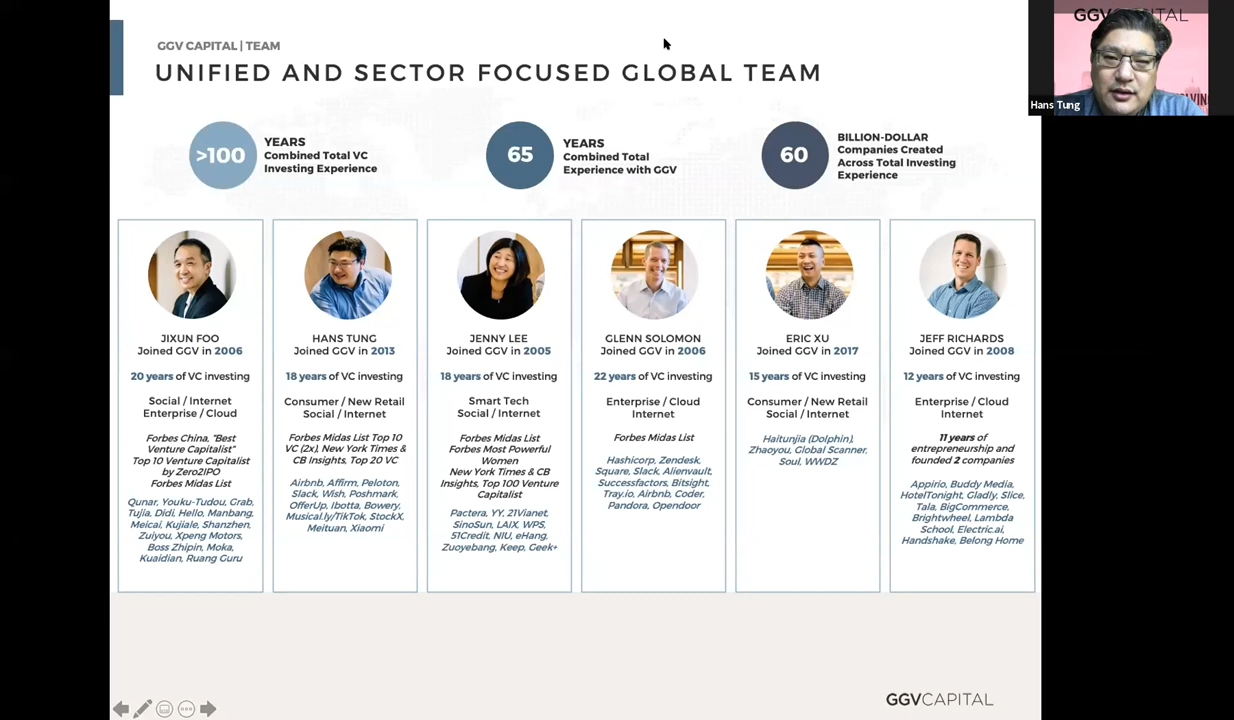 GGV CAPITAL | TEAM
UNIFIED AND SECTOR FOCUSED GLOBAL TEAM
>100
YEARS
Combined Total VC
Investing Experience
65
YEARS
Combined Total
Experience with GGV
60
BILLION-DOLLAR
Companies Created
Across Total Investing
Experience
JIXUN FOO
Joined GGV in 2006
20 years of VC investing
Social / Internet
Enterprise / Cloud
Forbes China, "Best
Venture Capitalist"
Top 10 Venture Capitalist
by Zero2IPO
Forbes Midas List
Qunar, Youku-Tudou, Grab,
Tujia, Didi, Hello, Manbang,
Meicai, Kujiale, Shanzhen,
Zuiyou, Xpeng Motors,
Boss Zhipin, Moka,
Kuaidian, Ruang Guru
HANS TUNG
Joined GGV in 2013
18 years of VC investing
Consumer / New Retail
Social / Internet
Forbes Midas List Top 10
VC (2x), New York Times &
CB Insights, Top 20 VC
Airbnb, Affirm, Peloton,
Slack, Wish, Poshmark,
OfferUp, Ibotta, Bowery,
Musical.ly/TikTok, StockX,
Meituan, Xiaomi
JENNY LEE
Joined GGV in 2005
18 years of VC investing
Smart Tech
Social / Internet
Forbes Midas List
Forbes Most Powerful
Women
New York Times & CB
Insights, Top 100 Venture
Capitalist
Pactera, YY, 21Vianet,
SinoSun, LAIX, WPS,
51Credit, NIU, eHang,
Zuoyebang, Keep, Geek+
GLENN SOLOMON
Joined GGV in 2006
22 years of VC investing
Enterprise / Cloud
Internet
Forbes Midas List
Hashicorp, Zendesk,
Square, Slack, Alienvault,
Successfactors, Bitsight,
Tray.io, Airbnb, Coder,
Pandora, Opendoor
ERIC XU
Joined GGV in 2017
15 years of VC investing
Consumer / New Retail
Social / Internet
Haitunjia (Dolphin),
Zhaoyou, Global Scanner,
Soul, WWDZ
JEFF RICHARDS
Joined GGV in 2008
12 years of VC investing
Enterprise / Cloud
Internet
11 years of
entrepreneurship and
founded 2 companies
Appirio, Buddy Media,
HotelTonight, Gladly, Slice,
Tala, BigCommerce,
Brightwheel, Lambda
School, Electric.ai,
Handshake, Belong Home
GGVCAPITAL
Hans Tung